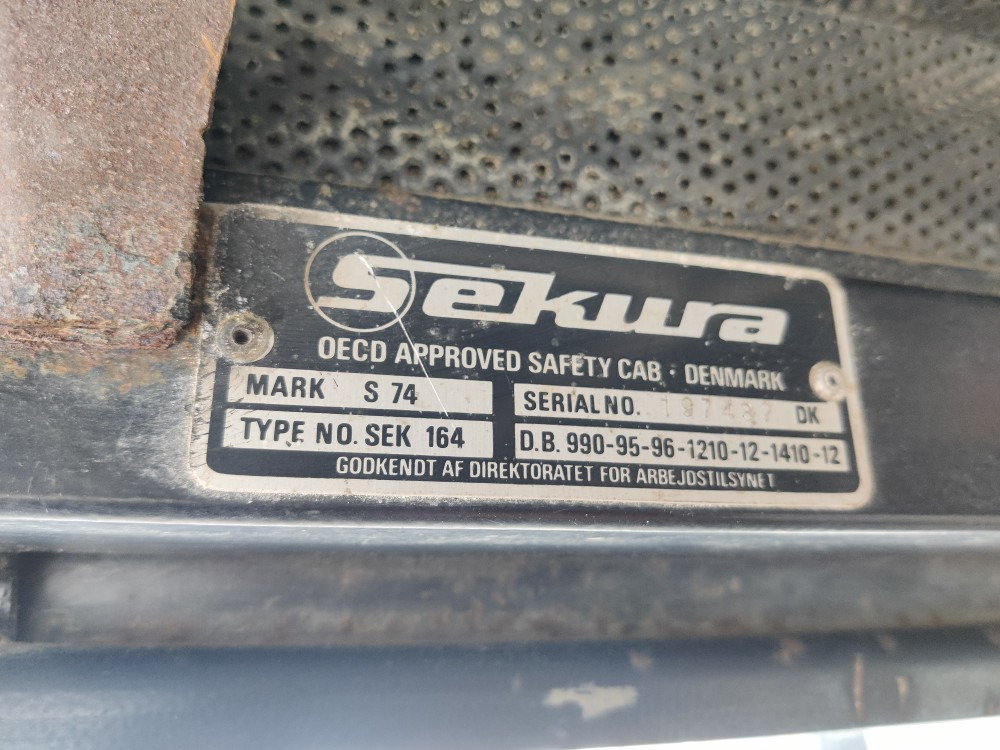 Sekura
OECD APPROVED SAFETY CAB · DENMARK
MARK S 74
SERIAL NO. 197487 DK
TYPE NO. SEK 164
D.B. 990-95-96-1210-12-1410-12
GODKENDT AF DIREKTORATET FOR ARBEJDSTILSYNET